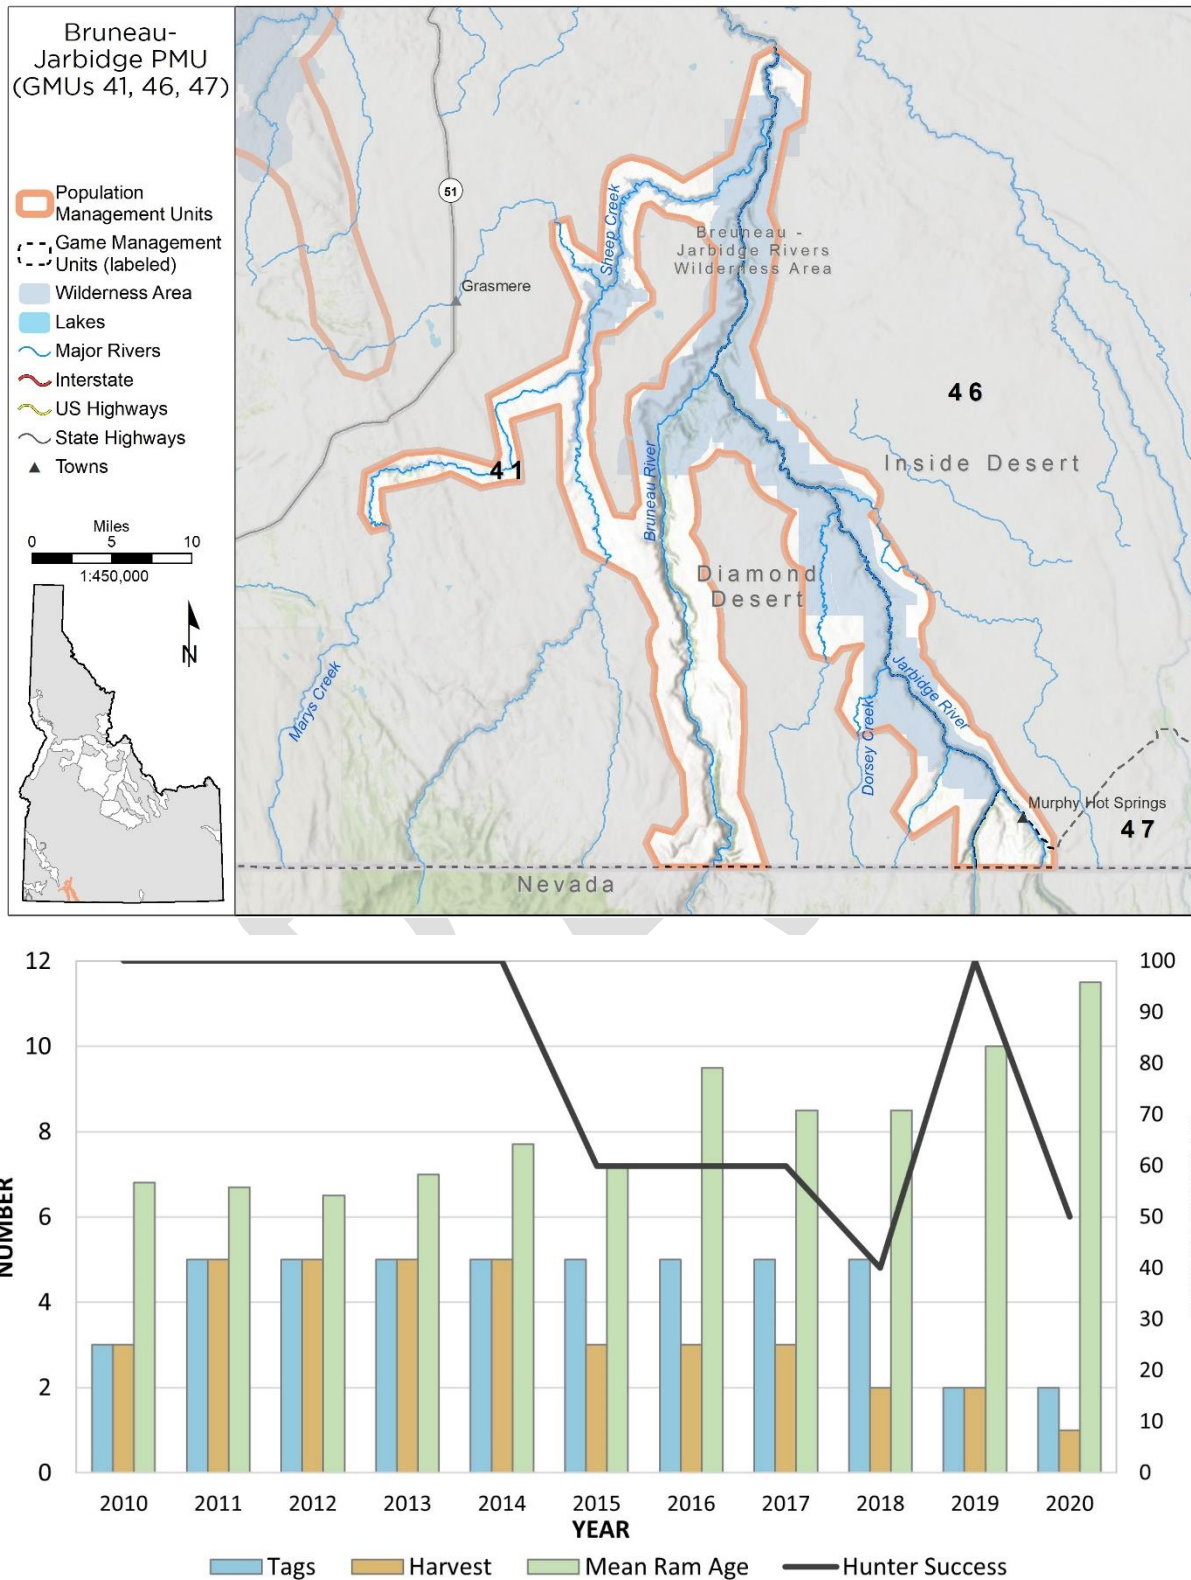 Bruneau-
Jarbidge PMU
(GMUs 41, 46, 47)
Population
Management Units
Game Management
Units (labeled)
Wilderness Area
Lakes
Major Rivers
Interstate
US Highways
State Highways
Towns
Miles
0 5 10
1:450,000
N
51
Grasmere
Sheep Creek
Breuneau -
Jarbidge Rivers
Wilderness Area
46
Inside Desert
41
Bruneau River
Diamond
Desert
Marys Creek
Jarbidge River
Dorsey Creek
Murphy Hot Springs
47
Nevada
12
10
8
6
4
2
0
NUMBER
100
90
80
70
60
50
40
30
20
10
0
2010 2011 2012 2013 2014 2015 2016 2017 2018 2019 2020
YEAR
Tags Harvest Mean Ram Age Hunter Success